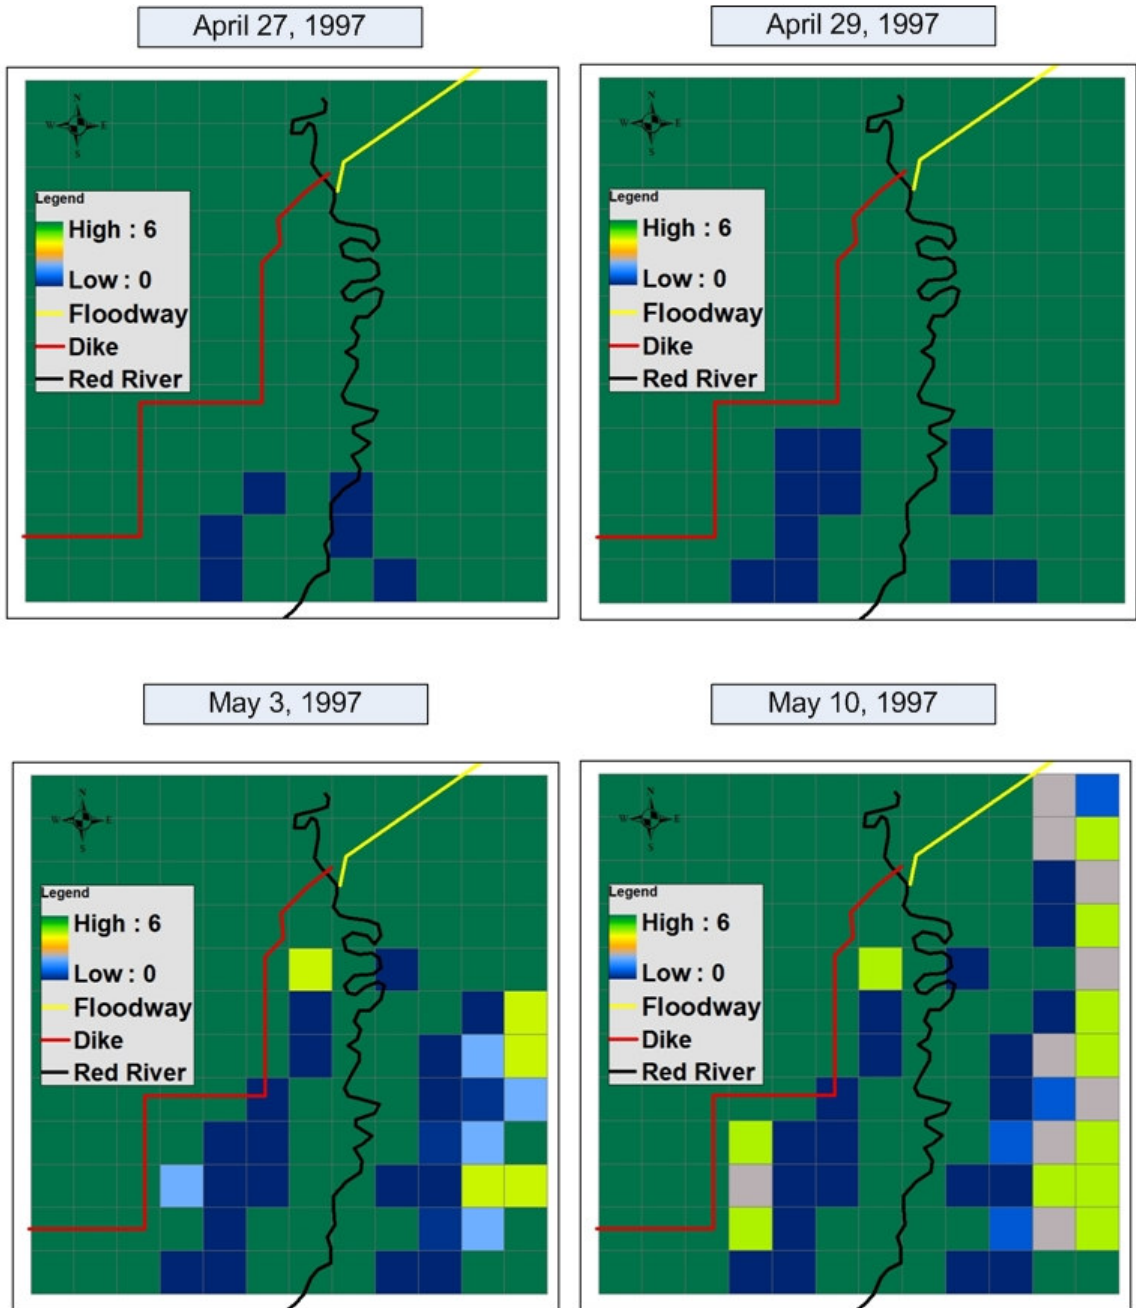 April 27, 1997
April 29, 1997
N
W E
S
Legend
High : 6
Low : 0
Floodway
Dike
Red River
N
W E
S
Legend
High : 6
Low : 0
Floodway
Dike
Red River
May 3, 1997
May 10, 1997
N
W E
S
Legend
High : 6
Low : 0
Floodway
Dike
Red River
N
W E
S
Legend
High : 6
Low : 0
Floodway
Dike
Red River